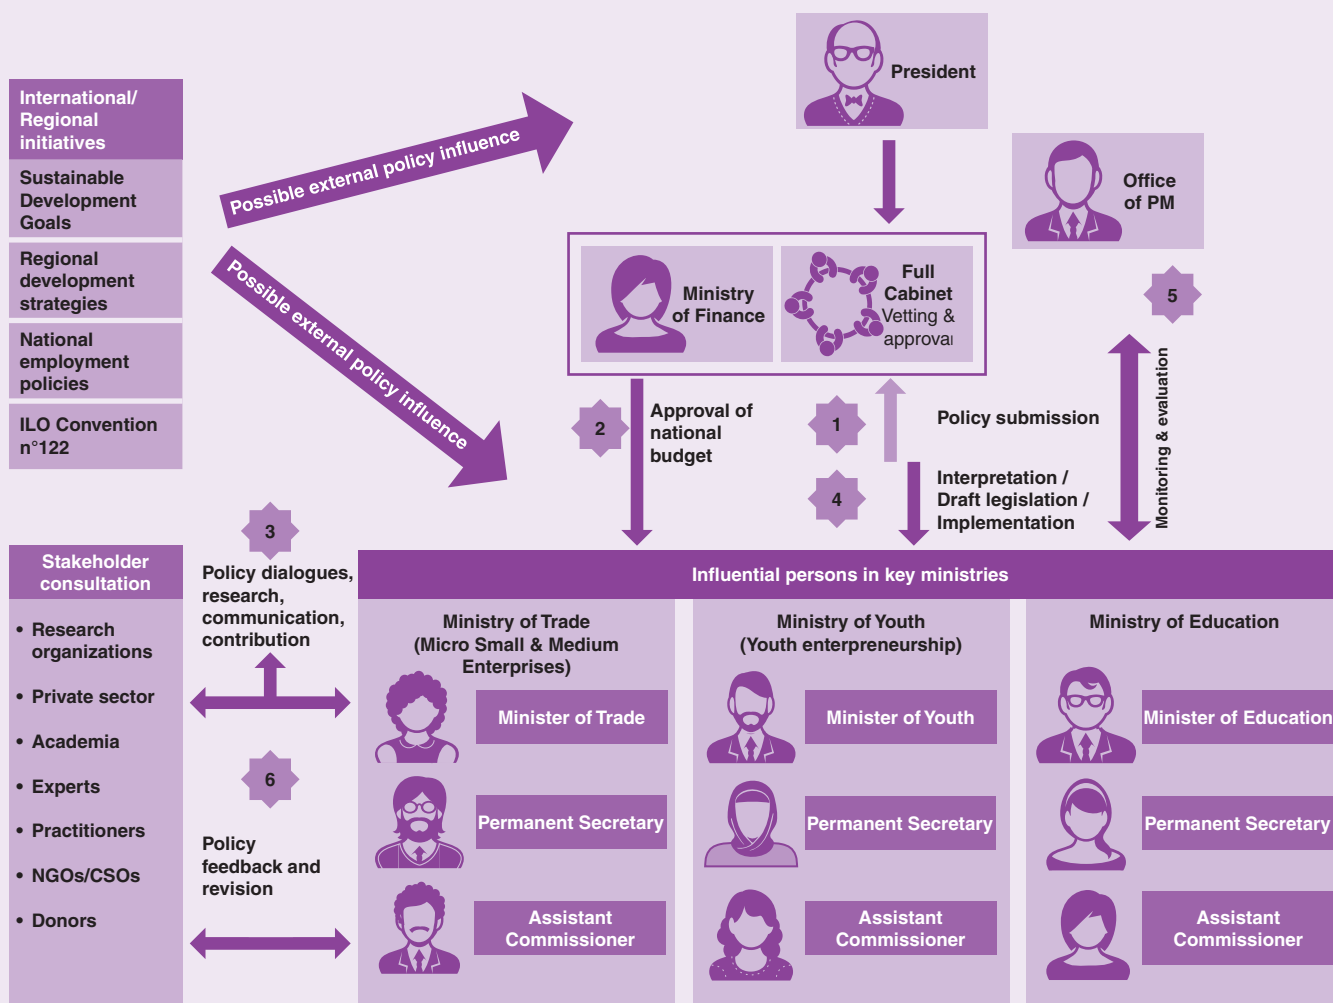 International/
Regional
initiatives
Sustainable
Development
Goals
Regional
development
strategies
National
employment
policies
ILO Convention
n°122
Possible external policy influence
Possible external policy influence
President
Office
of PM
Ministry
of Finance
Full
Cabinet
Vetting &
approval
5
Monitoring & evaluation
2
Approval of
national
budget
1
Policy submission
4
Interpretation /
Draft legislation /
Implementation
Stakeholder
consultation
• Research
organizations
• Private sector
• Academia
• Experts
• Practitioners
• NGOs/CSOs
• Donors
3
Policy dialogues,
research,
communication,
contribution
6
Policy
feedback and
revision
Influential persons in key ministries
Ministry of Trade
(Micro Small & Medium
Enterprises)
Minister of Trade
Permanent Secretary
Assistant
Commissioner
Ministry of Youth
(Youth enterpreneurship)
Minister of Youth
Permanent Secretary
Assistant
Commissioner
Ministry of Education
Minister of Education
Permanent Secretary
Assistant
Commissioner